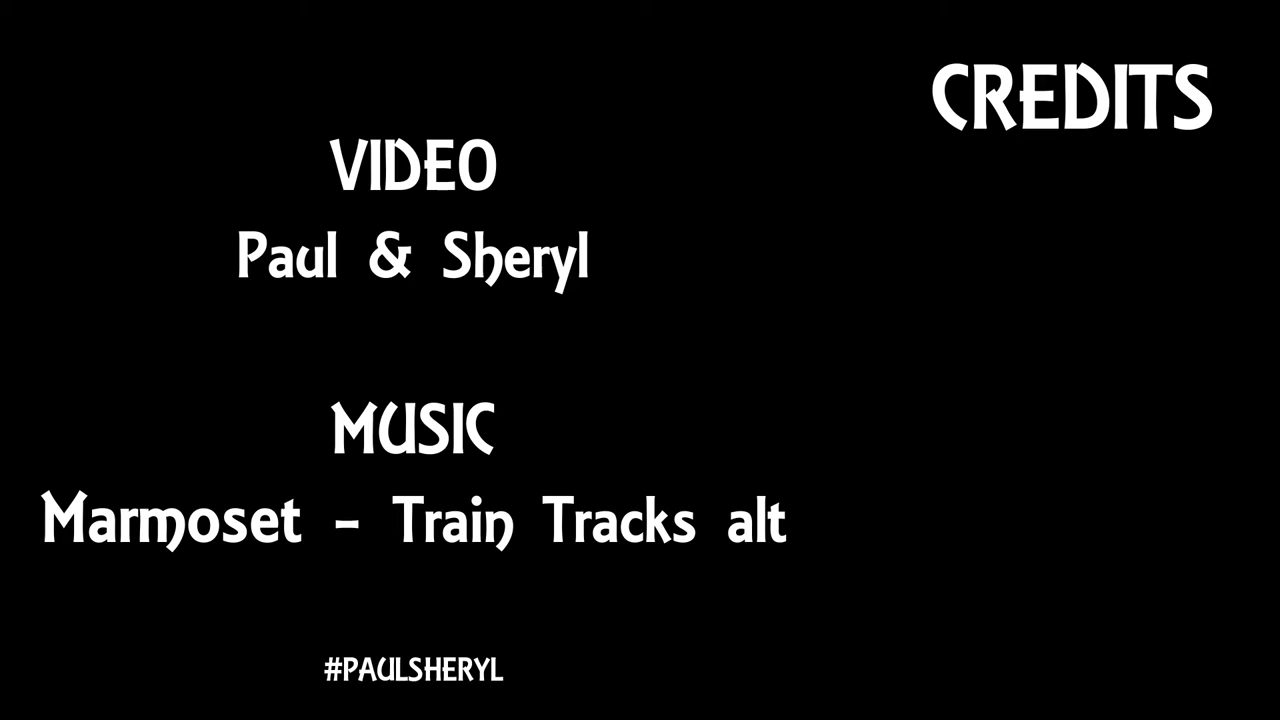 CREDITS
VIDEO
Paul & Sheryl
MUSIC
Marmoset - Train Tracks alt
#PAULSHERYL